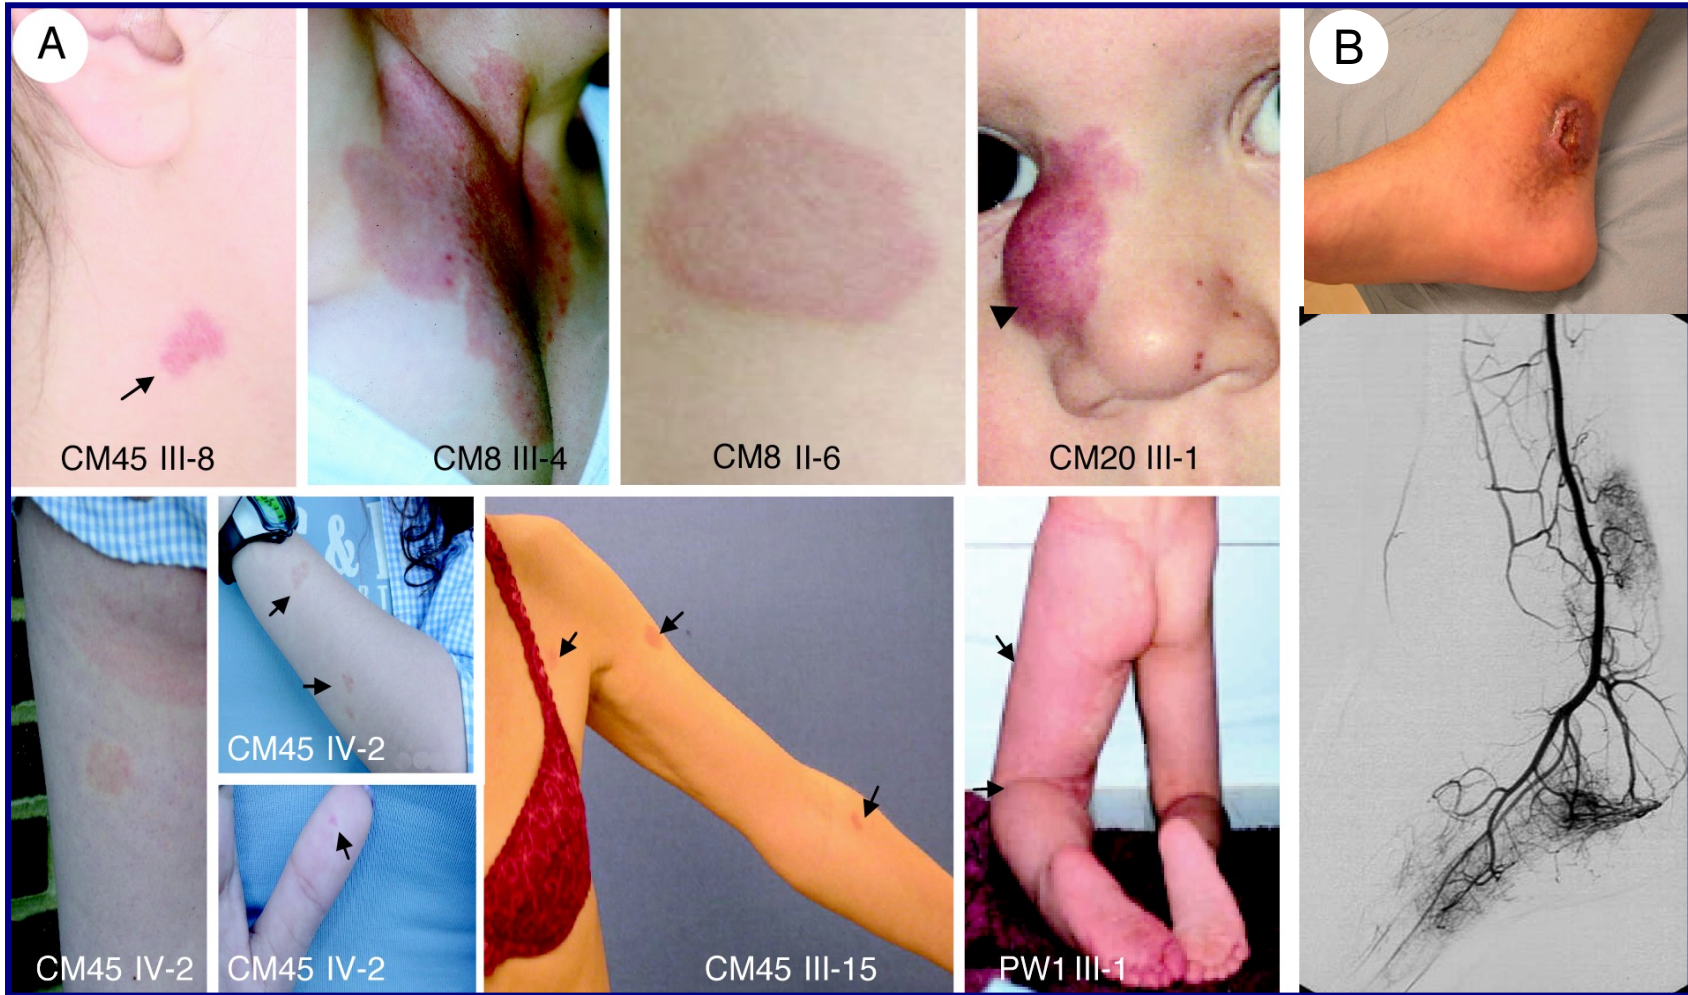 A
B
CM45 III-8
CM8 III-4
CM8 II-6
CM20 III-1
& I
CM45 IV-2
CM45 IV-2
CM45 IV-2
CM45 III-15
PW1 III-1